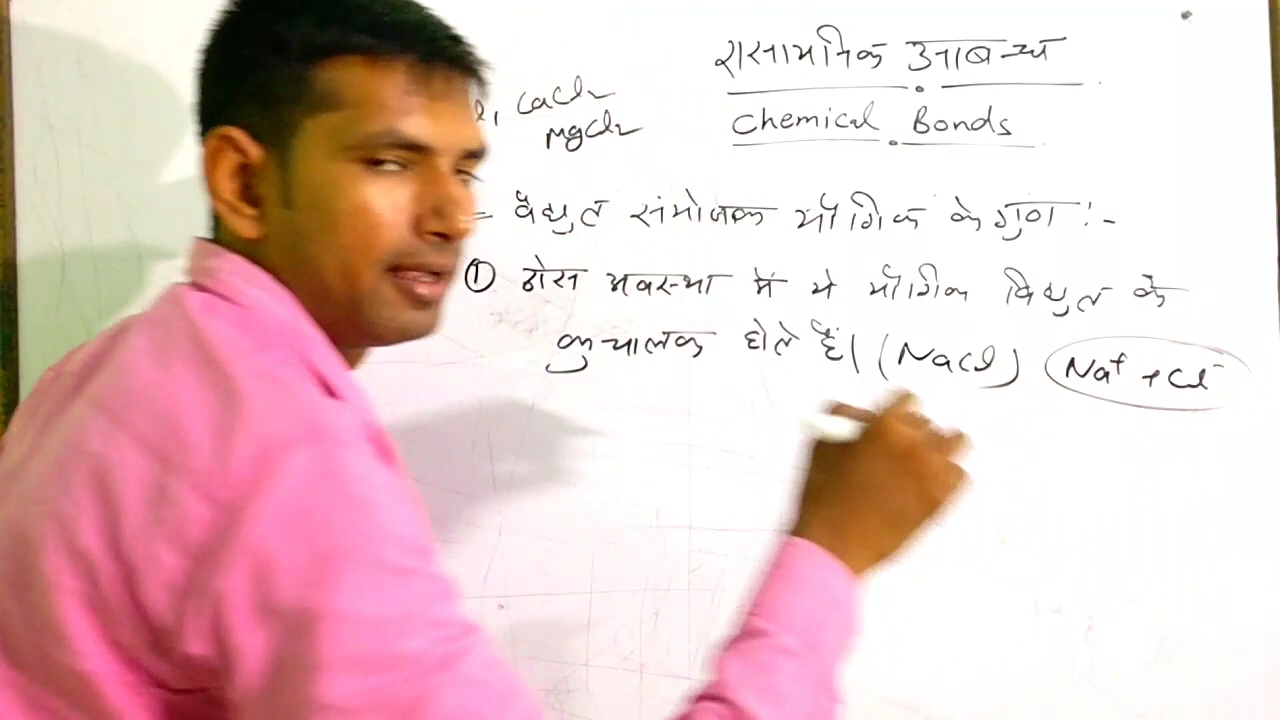 रासायनिक आबन्ध
Chemical Bonds
l, CaCl2
MgCl2
= वैद्युत संयोजक यौगिक के गुण :-
① ठोस अवस्था में ये यौगिक विद्युत के
कुचालक होते हैं। (NaCl) Na+ + Cl-